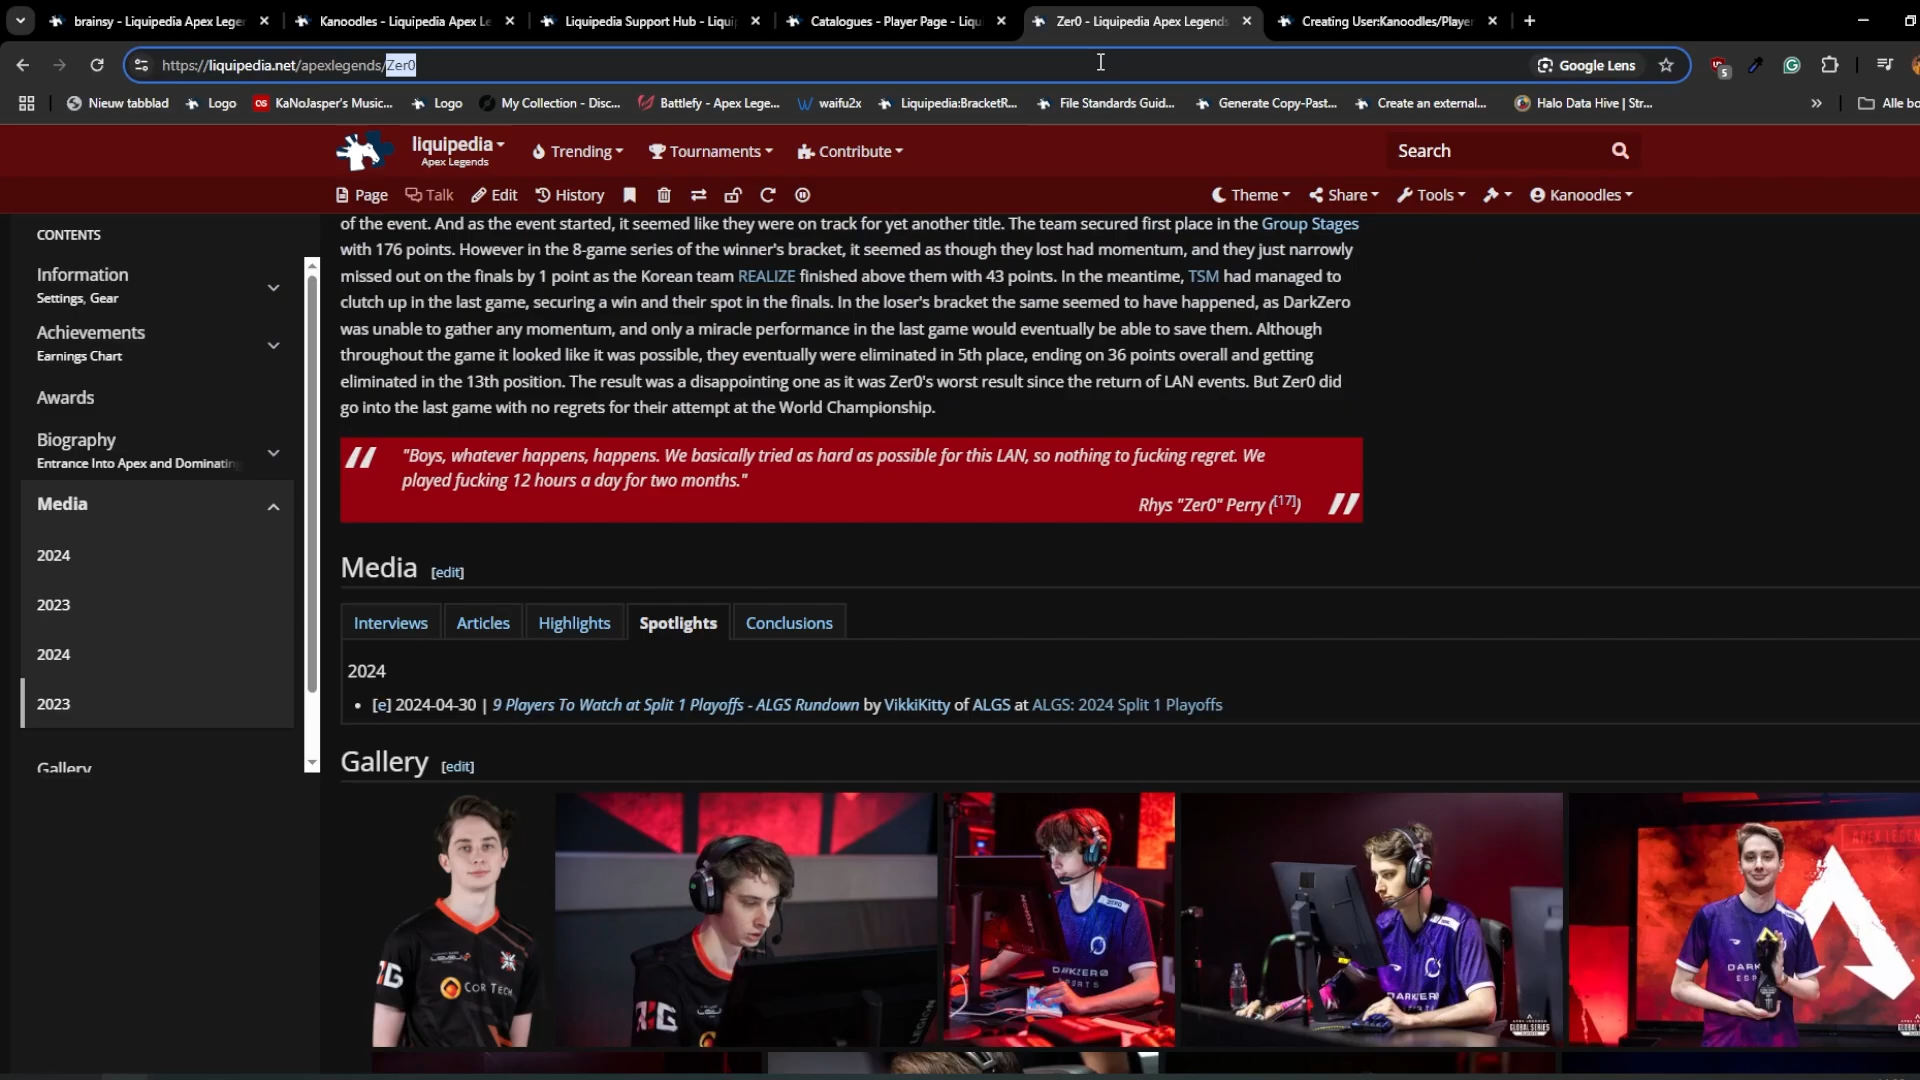 brainsy - Liquipedia Apex Lege
Kanoodles - Liquipedia Apex Le
Liquipedia Support Hub - Liqui
Catalogues - Player Page - Liqu
Zer0 - Liquipedia Apex Legends
Creating User:Kanoodles/Player
https://liquipedia.net/apexlegends/Zer0
Google Lens
5
Nieuw tabblad
Logo
KaNoJasper's Music...
Logo
My Collection - Disc...
Battlefy - Apex Lege...
waifu2x
Liquipedia:BracketR...
File Standards Guid...
Generate Copy-Past...
Create an external...
Halo Data Hive | Str...
Alle bo
liquipedia
Apex Legends
Trending
Tournaments
Contribute
Search
Page
Talk
Edit
History
Theme
Share
Tools
Kanoodles
CONTENTS
Information
Settings, Gear
Achievements
Earnings Chart
Awards
Biography
Entrance Into Apex and Dominatin
Media
2024
2023
2024
2023
Gallery
of the event. And as the event started, it seemed like they were on track for yet another title. The team secured first place in the Group Stages
with 176 points. However in the 8-game series of the winner's bracket, it seemed as though they lost had momentum, and they just narrowly
missed out on the finals by 1 point as the Korean team REALIZE finished above them with 43 points. In the meantime, TSM had managed to
clutch up in the last game, securing a win and their spot in the finals. In the loser's bracket the same seemed to have happened, as DarkZero
was unable to gather any momentum, and only a miracle performance in the last game would eventually be able to save them. Although
throughout the game it looked like it was possible, they eventually were eliminated in 5th place, ending on 36 points overall and getting
eliminated in the 13th position. The result was a disappointing one as it was Zer0's worst result since the return of LAN events. But Zer0 did
go into the last game with no regrets for their attempt at the World Championship.
"Boys, whatever happens, happens. We basically tried as hard as possible for this LAN, so nothing to fucking regret. We
played fucking 12 hours a day for two months."
Rhys "Zer0" Perry ([17])
Media [edit]
Interviews
Articles
Highlights
Spotlights
Conclusions
2024
• [e] 2024-04-30 | 9 Players To Watch at Split 1 Playoffs - ALGS Rundown by VikkiKitty of ALGS at ALGS: 2024 Split 1 Playoffs
Gallery [edit]
COR TECH
LEGION
ZER0
DARKZERO
GLOBAL SERIES